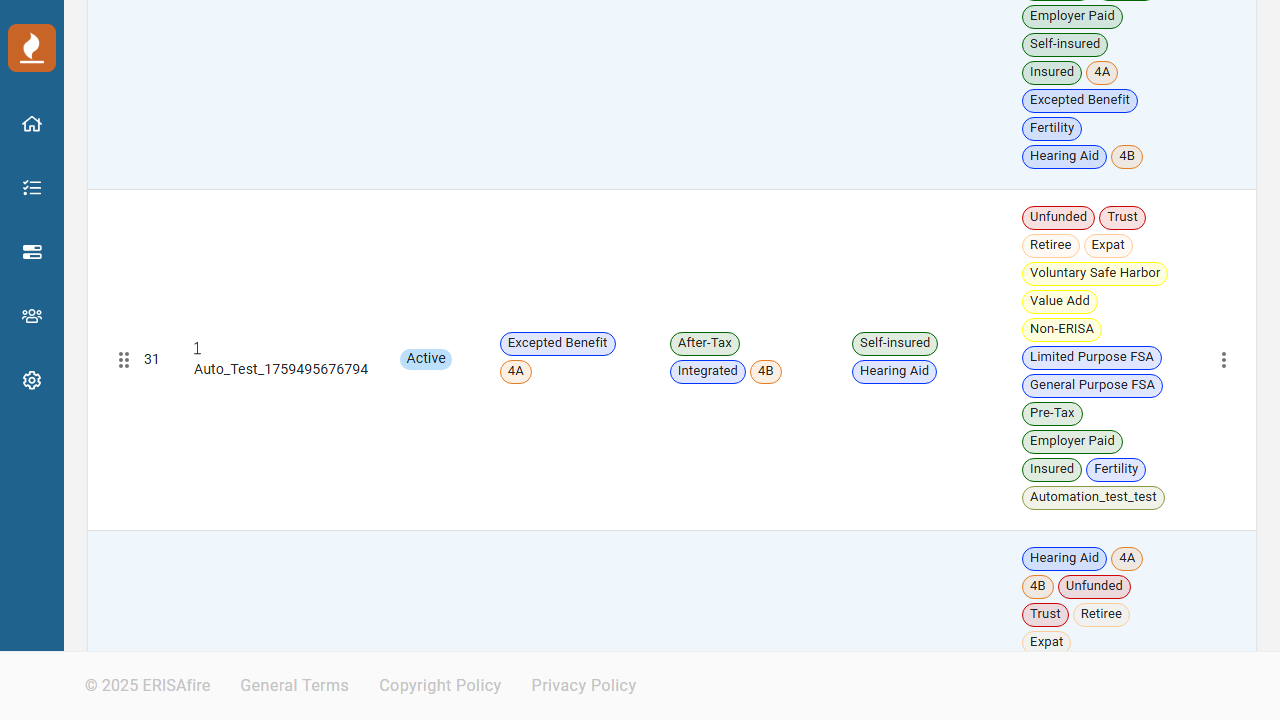 Employer Paid
Self-insured
Insured 4A
Excepted Benefit
Fertility
Hearing Aid 4B
31
1
Auto_Test_1759495676794
Active
Excepted Benefit
4A
After-Tax
Integrated 4B
Self-insured
Hearing Aid
Unfunded Trust
Retiree Expat
Voluntary Safe Harbor
Value Add
Non-ERISA
Limited Purpose FSA
General Purpose FSA
Pre-Tax
Employer Paid
Insured Fertility
Automation_test_test
Hearing Aid 4A
4B Unfunded
Trust Retiree
Expat
© 2025 ERISAfire General Terms Copyright Policy Privacy Policy